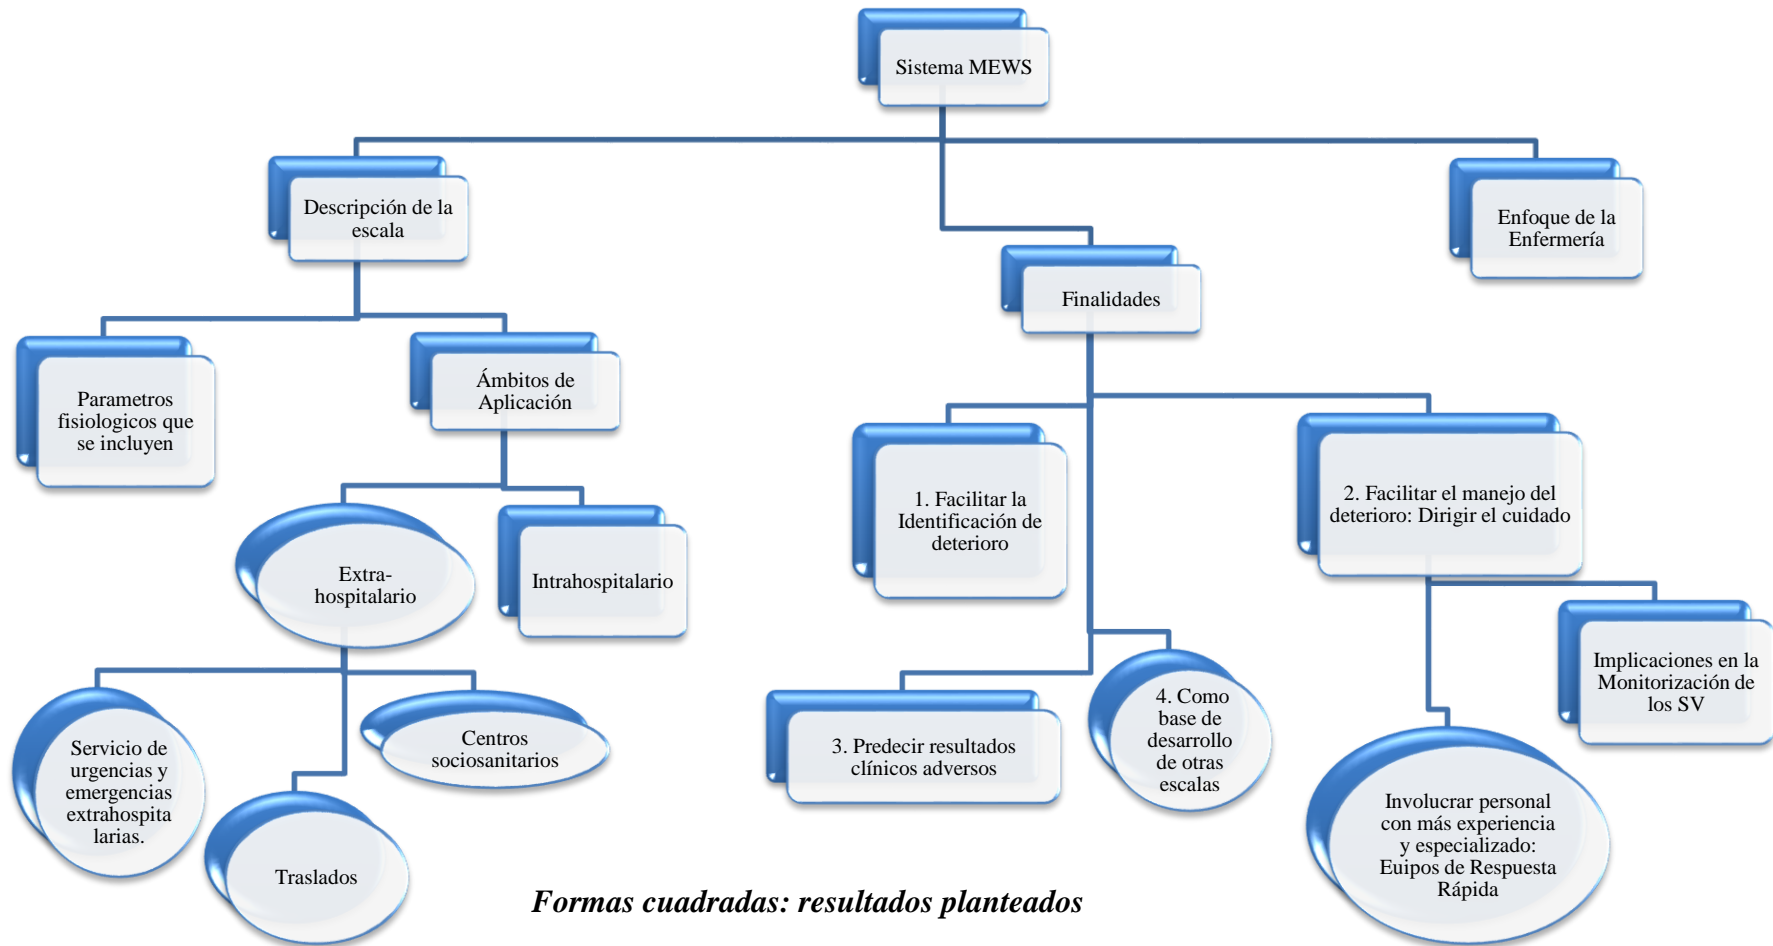 Sistema MEWS
Descripción de la
escala
Enfoque de la
Enfermería
Finalidades
Parametros
fisiologicos que
se incluyen
Ámbitos de
Aplicación
1. Facilitar la
Identificación de
deterioro
2. Facilitar el manejo del
deterioro: Dirigir el cuidado
Extra-
hospitalario
Intrahospitalario
Implicaciones en la
Monitorización de
los SV
Servicio de
urgencias y
emergencias
extrahospita
larias.
Centros
sociosanitarios
3. Predecir resultados
clínicos adversos
4. Como
base de
desarrollo
de otras
escalas
Involucrar personal
con más experiencia
y especializado:
Euipos de Respuesta
Rápida
Traslados
Formas cuadradas: resultados planteados